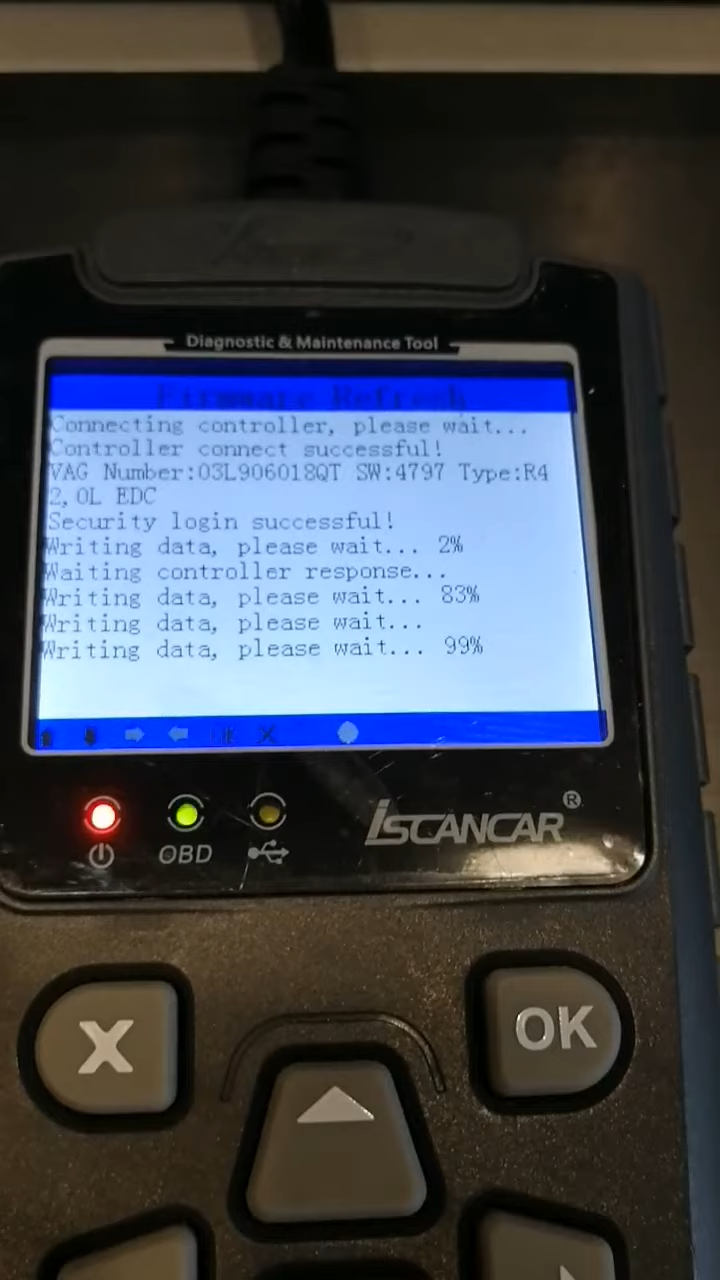 Diagnostic & Maintenance Tool
Firmware Refresh
Connecting controller, please wait...
Controller connect successful!
VAG Number:03L906018QT SW:4797 Type:R4
2,0L EDC
Security login successful!
Writing data, please wait... 2%
Waiting controller response...
Writing data, please wait... 83%
Writing data, please wait...
Writing data, please wait... 99%
OBD
iSCANCAR®
X
OK